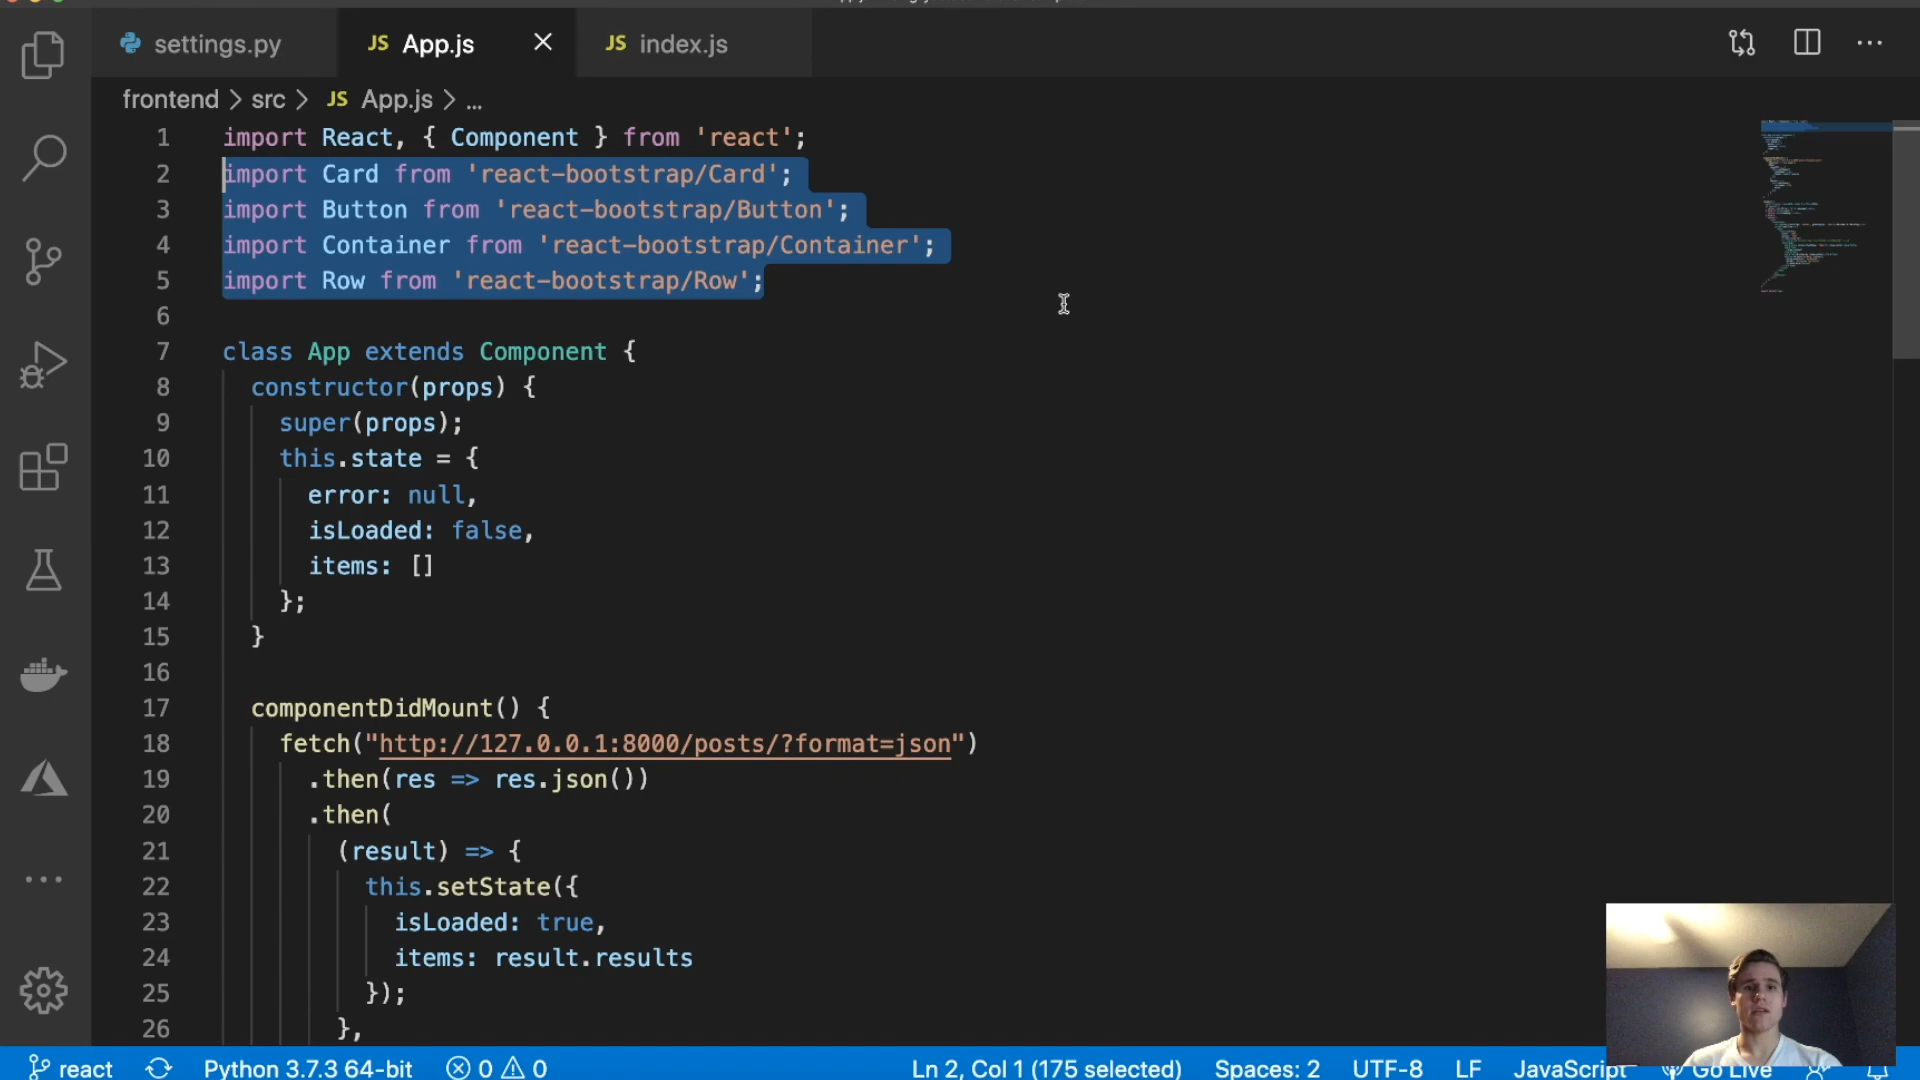 settings.py
JS App.js
JS index.js
frontend > src > JS App.js > ...
1 import React, { Component } from 'react';
2 import Card from 'react-bootstrap/Card';
3 import Button from 'react-bootstrap/Button';
4 import Container from 'react-bootstrap/Container';
5 import Row from 'react-bootstrap/Row';
6
7 class App extends Component {
8 constructor(props) {
9 super(props);
10 this.state = {
11 error: null,
12 isLoaded: false,
13 items: []
14 };
15 }
16
17 componentDidMount() {
18 fetch("http://127.0.0.1:8000/posts/?format=json")
19 .then(res => res.json())
20 .then(
21 (result) => {
22 this.setState({
23 isLoaded: true,
24 items: result.results
25 });
26 },
react Python 3.7.3 64-bit 0 0 Ln 2, Col 1 (175 selected) Spaces: 2 UTF-8 LF JavaScript Go Live